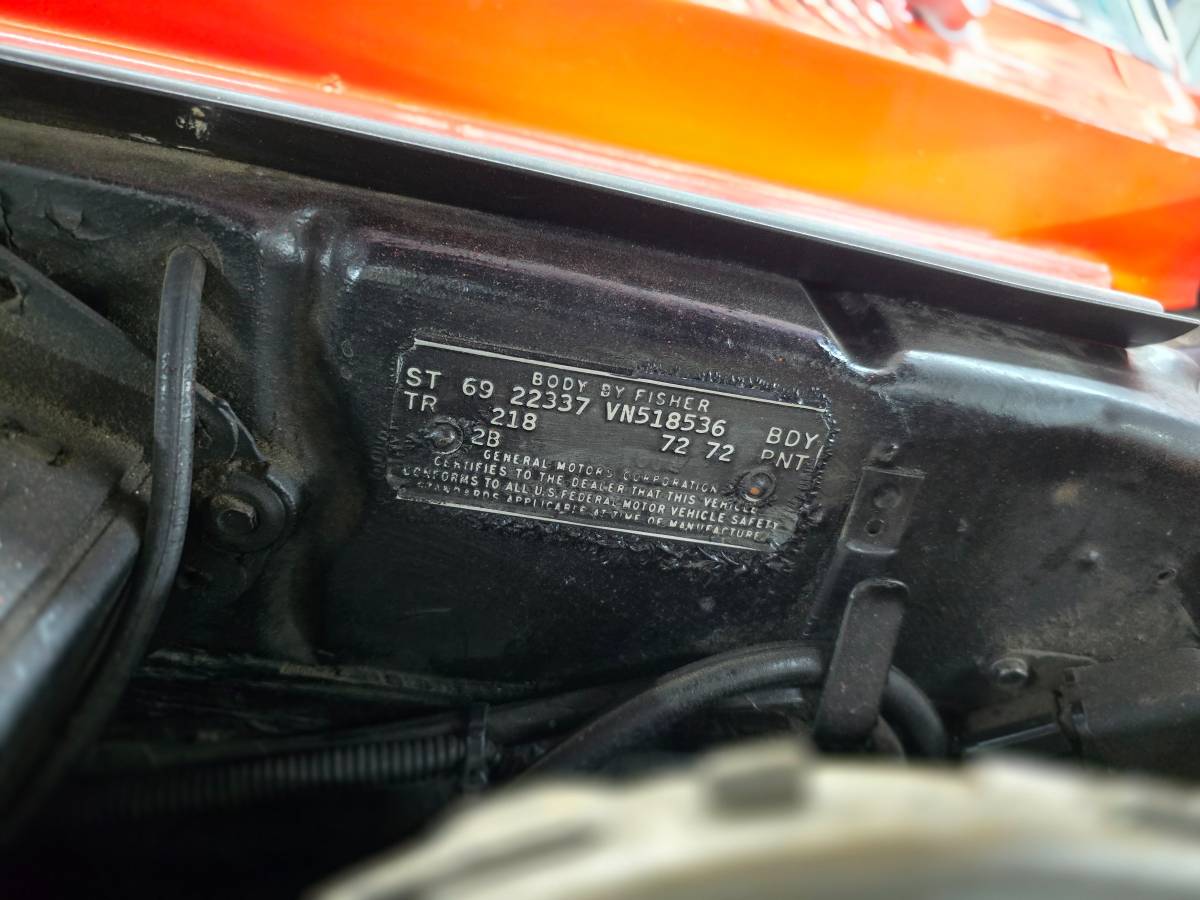 BODY BY FISHER
ST 69 22337 VN518536 BDY
TR 218 72 72 PNT
2B
GENERAL MOTORS CORPORATION
CERTIFIES TO THE DEALER THAT THIS VEHICLE
CONFORMS TO ALL U.S. FEDERAL MOTOR VEHICLE SAFETY
STANDARDS APPLICABLE AT TIME OF MANUFACTURE